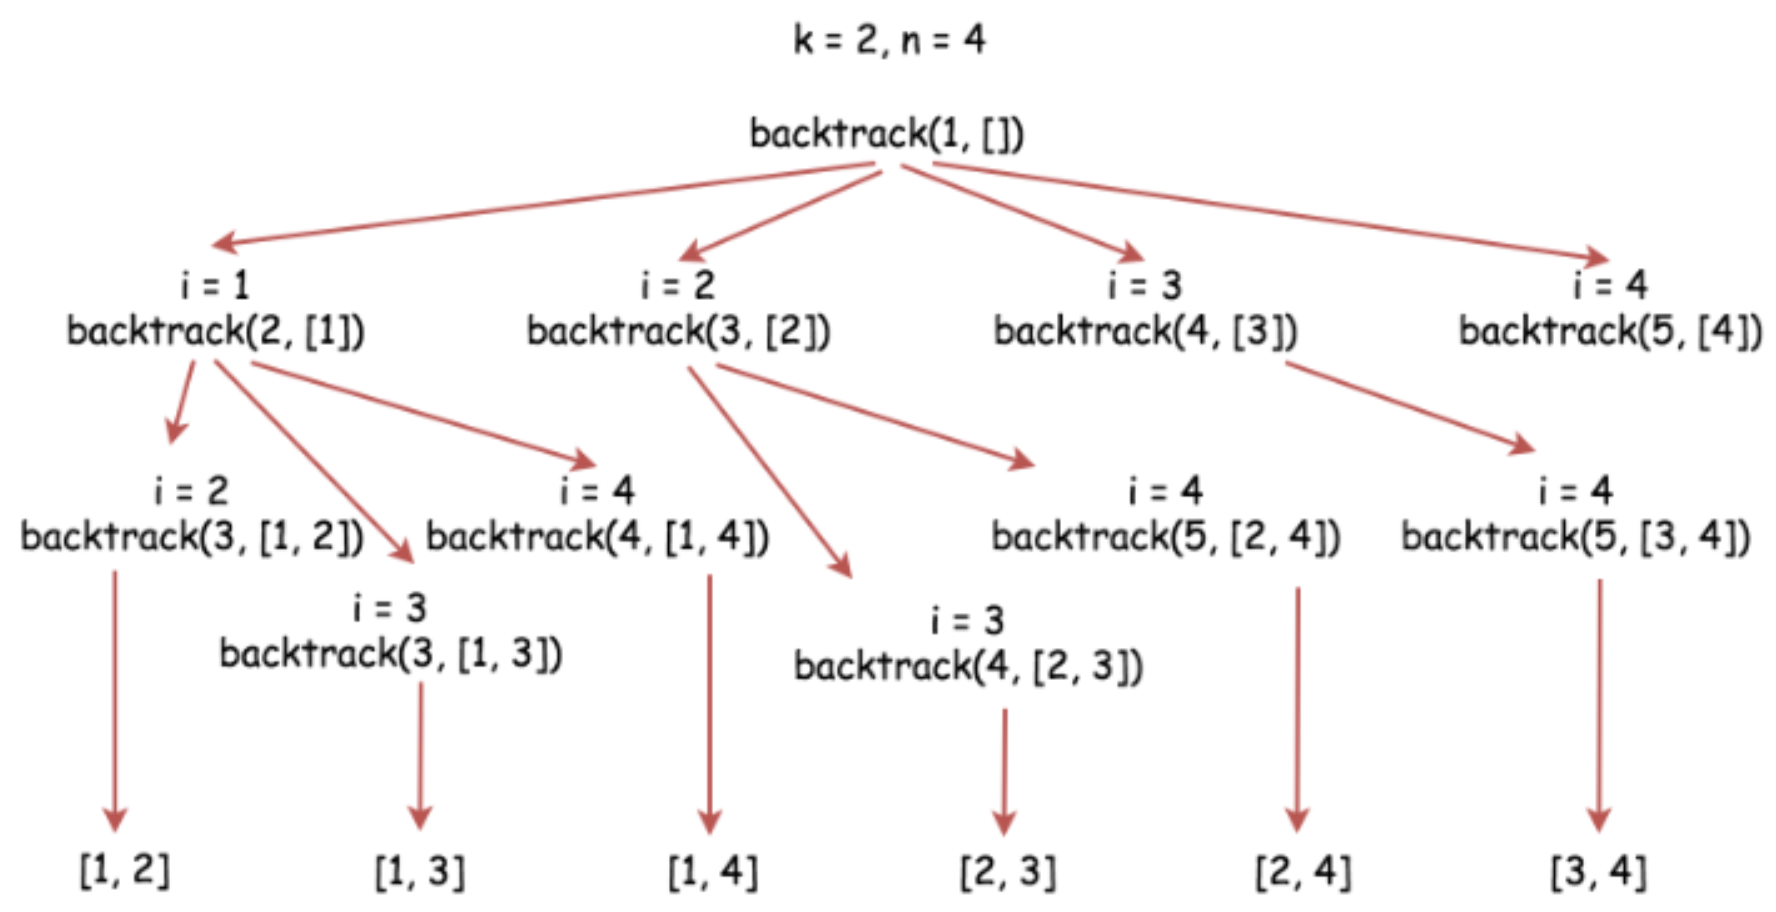 k = 2, n = 4
backtrack(1, [])
i = 1
backtrack(2, [1])
i = 2
backtrack(3, [2])
i = 3
backtrack(4, [3])
i = 4
backtrack(5, [4])
i = 2
backtrack(3, [1, 2])
i = 4
backtrack(4, [1, 4])
i = 4
backtrack(5, [2, 4])
i = 4
backtrack(5, [3, 4])
i = 3
backtrack(3, [1, 3])
i = 3
backtrack(4, [2, 3])
[1, 2]
[1, 3]
[1, 4]
[2, 3]
[2, 4]
[3, 4]